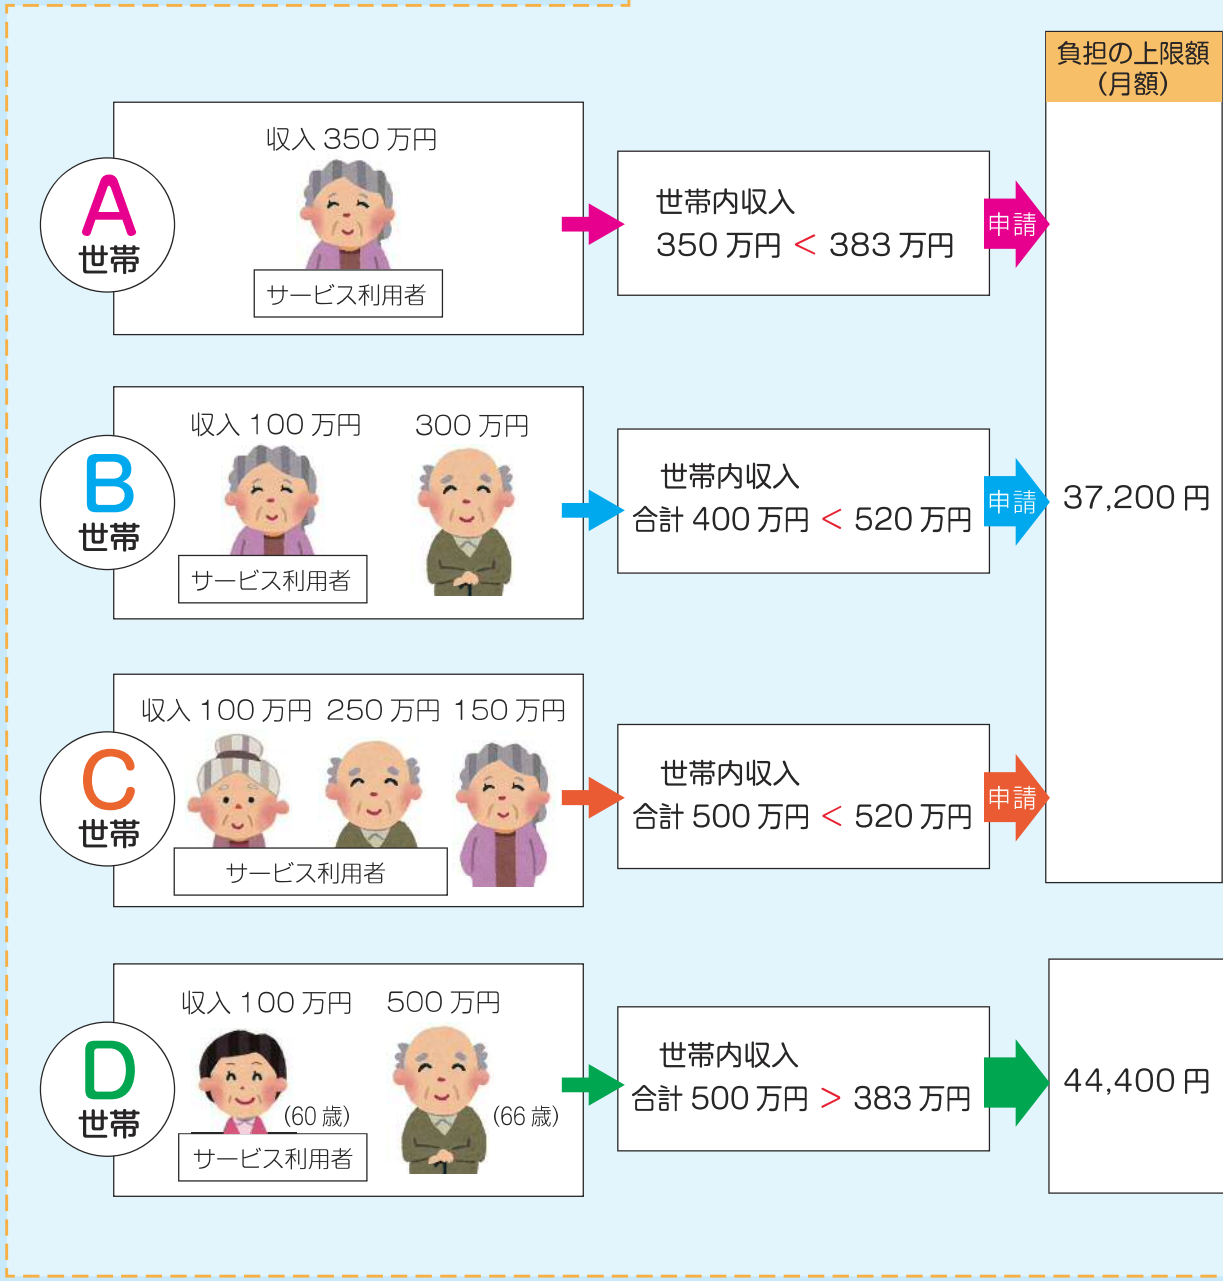 負担の上限額
(月額)
A
世帯
収入 350 万円
サービス利用者
世帯内収入
350 万円 < 383 万円
申請
B
世帯
収入 100 万円 300 万円
サービス利用者
世帯内収入
合計 400 万円 < 520 万円
申請
37,200 円
C
世帯
収入 100 万円 250 万円 150 万円
サービス利用者
世帯内収入
合計 500 万円 < 520 万円
申請
D
世帯
収入 100 万円 500 万円
(60 歳) (66 歳)
サービス利用者
世帯内収入
合計 500 万円 > 383 万円
44,400 円